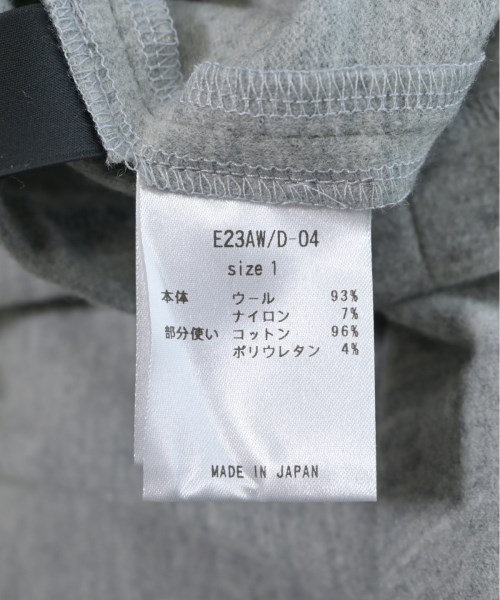 E23AW/D-04
size 1
本体 ウール 93%
ナイロン 7%
部分使い コットン 96%
ポリウレタン 4%
MADE IN JAPAN